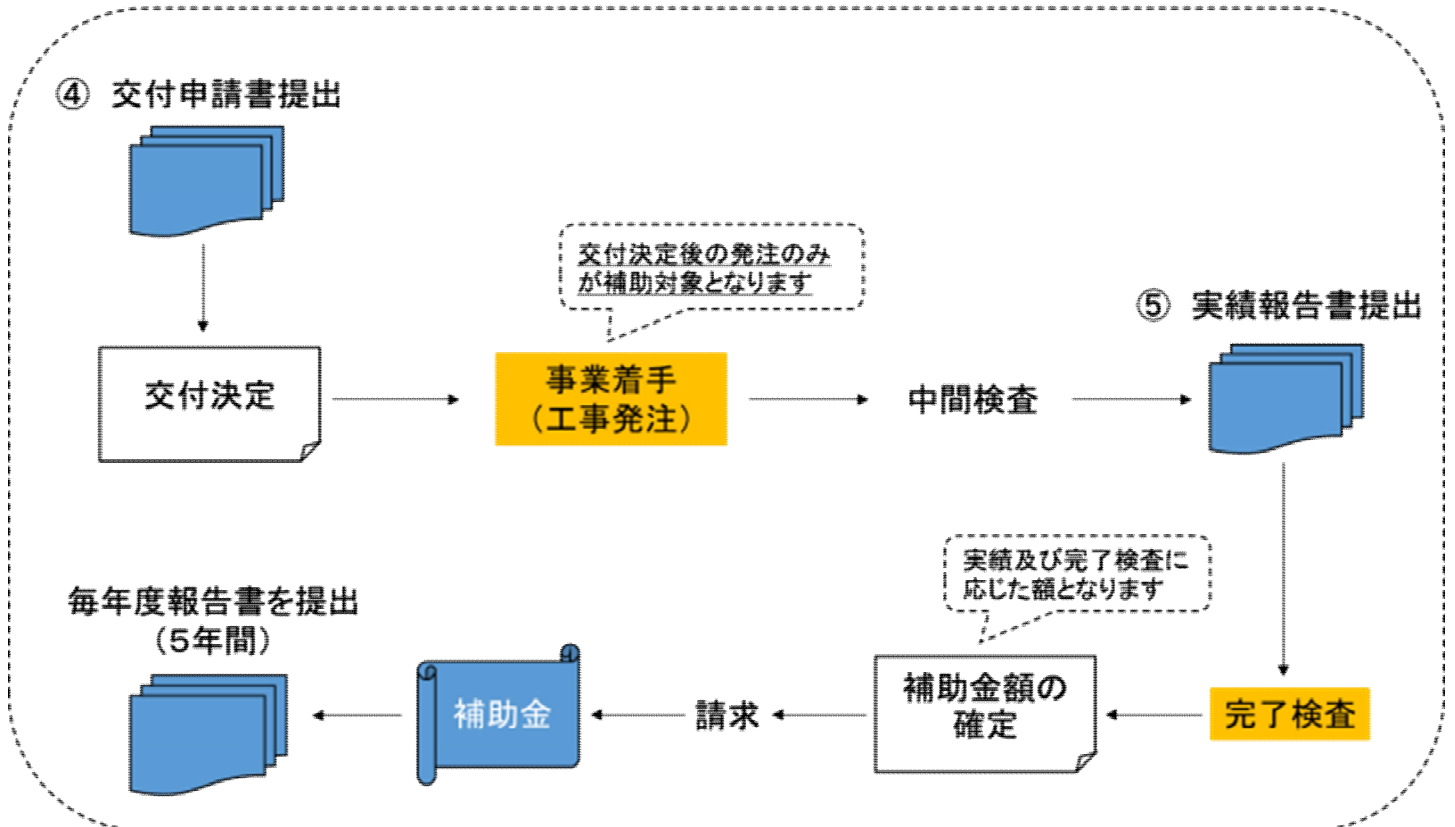 ④ 交付申請書提出
交付決定後の発注のみ
が補助対象となります
交付決定
事業着手
(工事発注)
中間検査
⑤ 実績報告書提出
完了検査
実績及び完了検査に
応じた額となります
補助金額の
確定
請求
補助金
毎年度報告書を提出
(5年間)